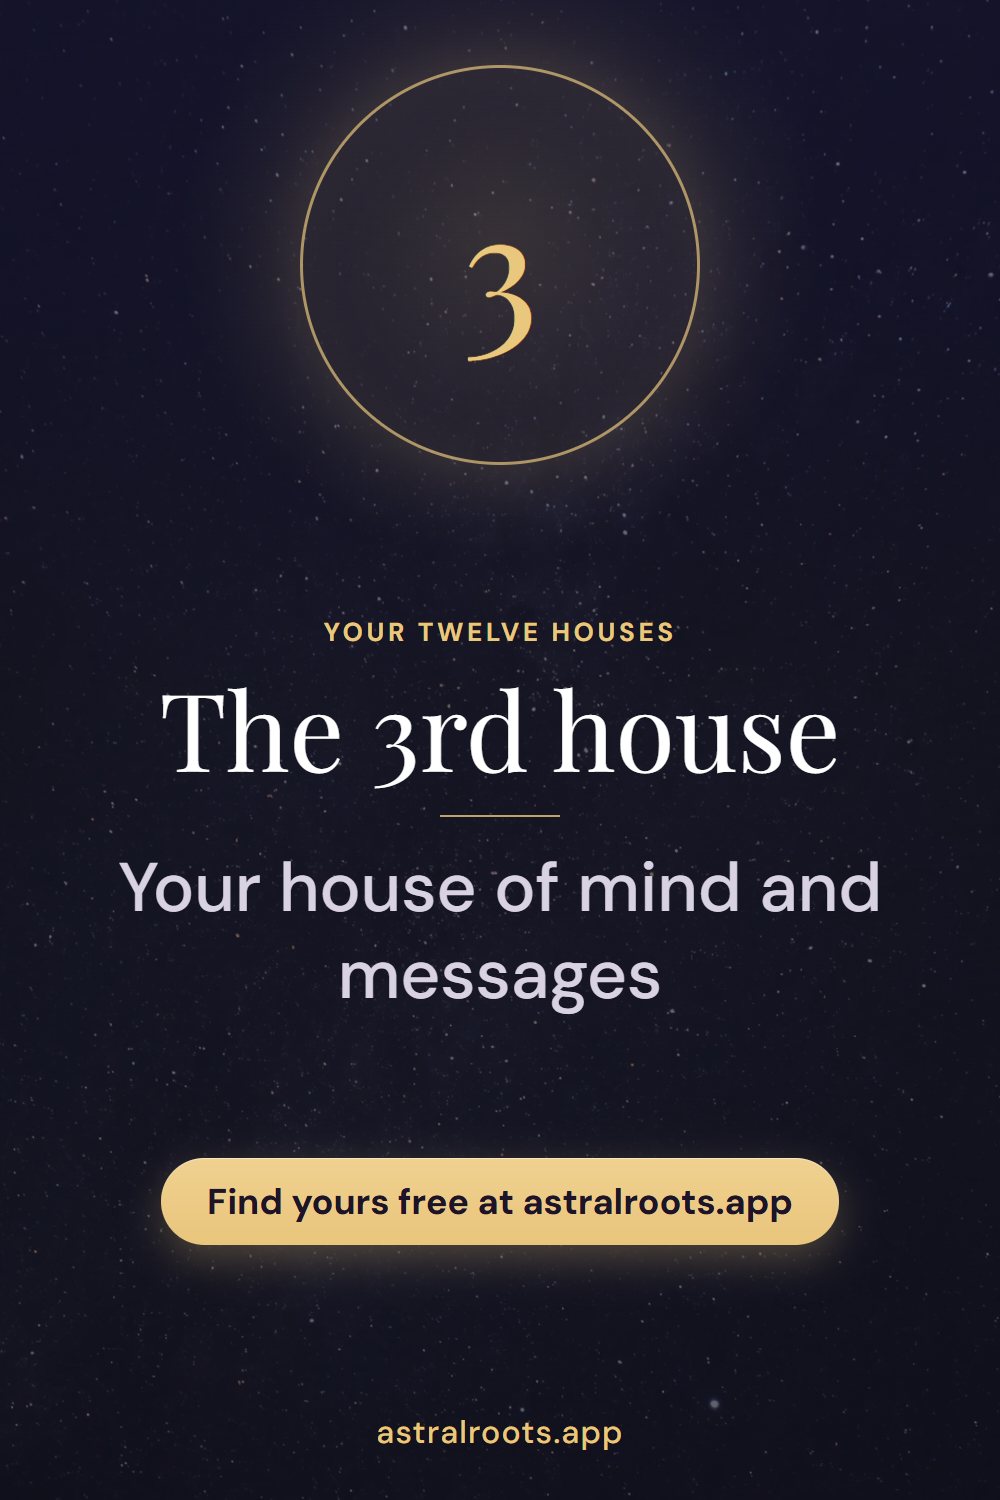 3
YOUR TWELVE HOUSES
The 3rd house
Your house of mind and
messages
Find yours free at astralroots.app
astralroots.app